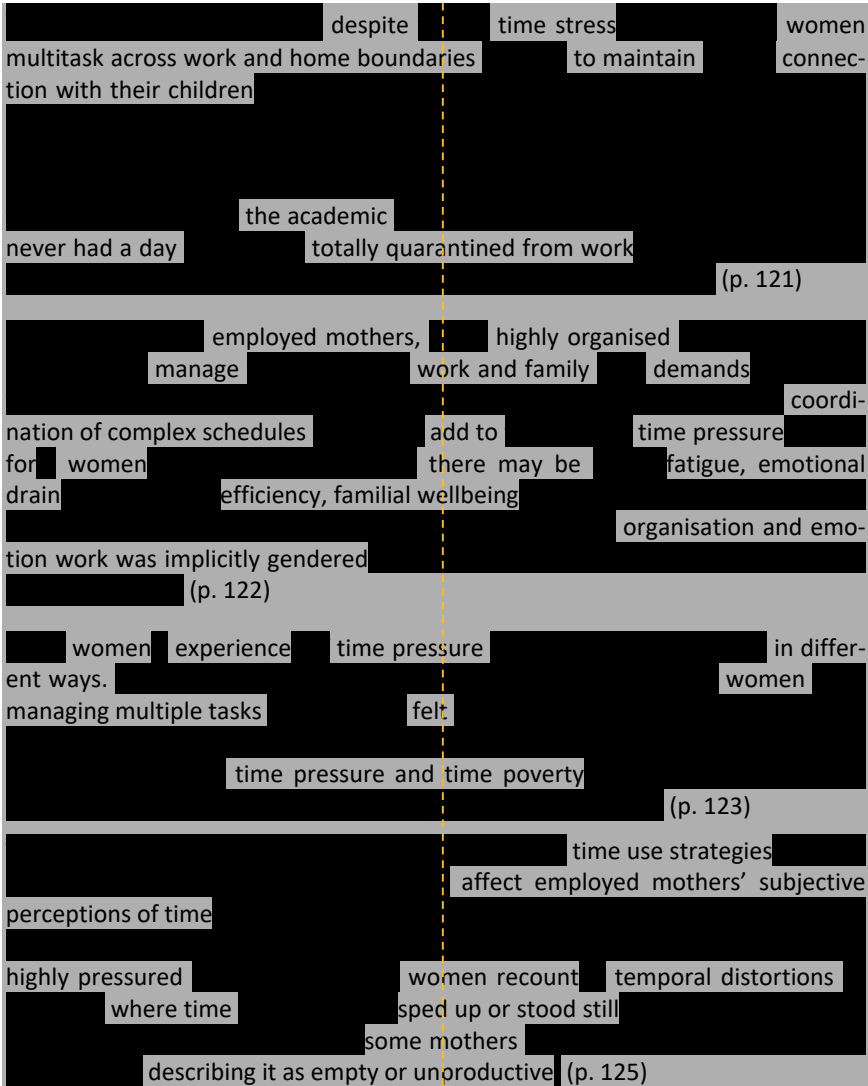 despite time stress women
multitask across work and home boundaries to maintain connec-
tion with their children
the academic
never had a day totally quarantined from work
(p. 121)
employed mothers, highly organised
manage work and family demands
coordi-
nation of complex schedules add to time pressure
for women there may be fatigue, emotional
drain efficiency, familial wellbeing
organisation and emo-
tion work was implicitly gendered
(p. 122)
women experience time pressure in differ-
ent ways. women
managing multiple tasks felt
time pressure and time poverty
(p. 123)
time use strategies
affect employed mothers’ subjective
perceptions of time
highly pressured women recount temporal distortions
where time sped up or stood still
some mothers
describing it as empty or unproductive (p. 125)